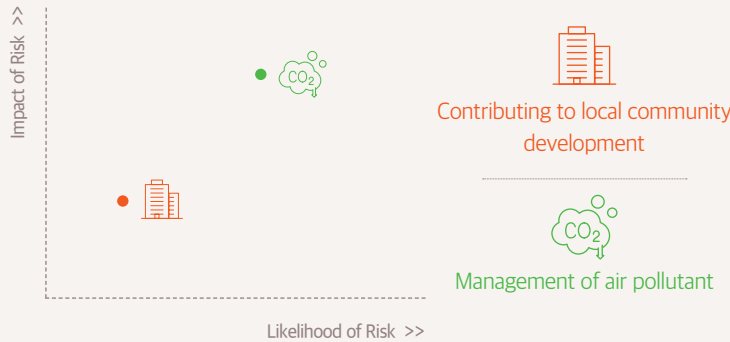 Impact of Risk >>
CO2
Contributing to local community
development
CO2
Management of air pollutant
Likelihood of Risk >>